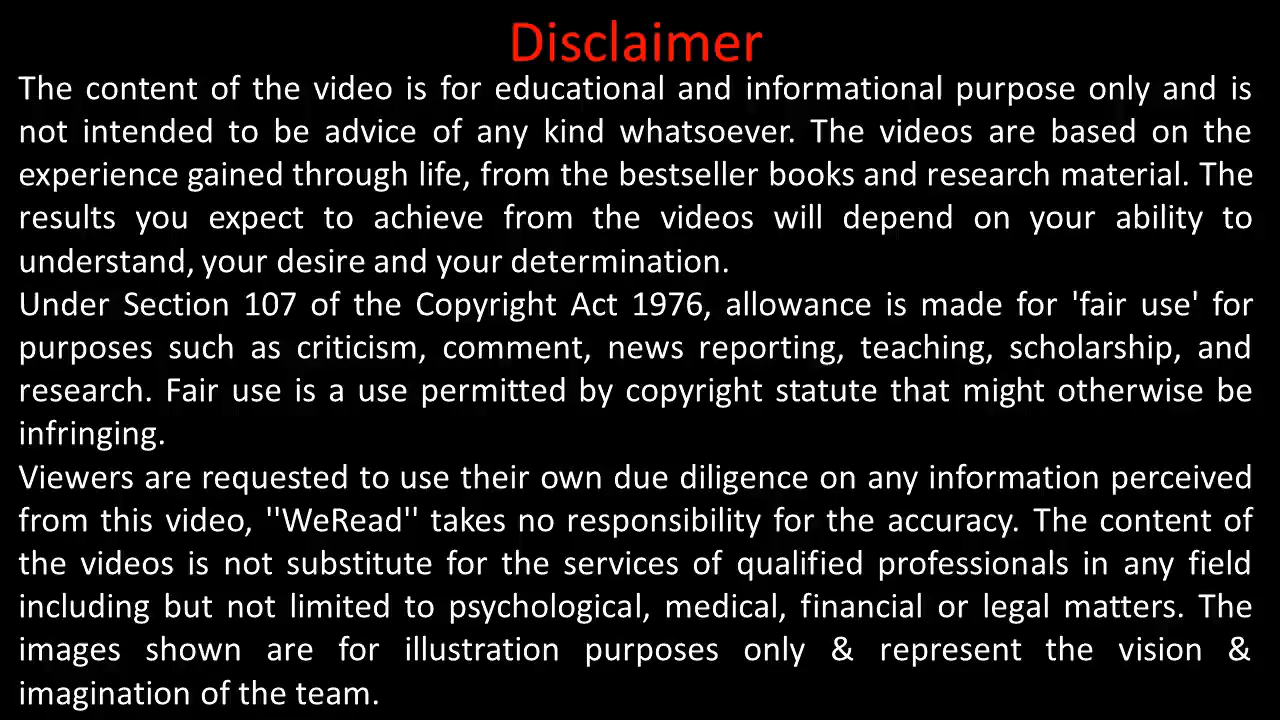 Disclaimer
The content of the video is for educational and informational purpose only and is
not intended to be advice of any kind whatsoever. The videos are based on the
experience gained through life, from the bestseller books and research material. The
results you expect to achieve from the videos will depend on your ability to
understand, your desire and your determination.
Under Section 107 of the Copyright Act 1976, allowance is made for 'fair use' for
purposes such as criticism, comment, news reporting, teaching, scholarship, and
research. Fair use is a use permitted by copyright statute that might otherwise be
infringing.
Viewers are requested to use their own due diligence on any information perceived
from this video, ''WeRead'' takes no responsibility for the accuracy. The content of
the videos is not substitute for the services of qualified professionals in any field
including but not limited to psychological, medical, financial or legal matters. The
images shown are for illustration purposes only & represent the vision &
imagination of the team.